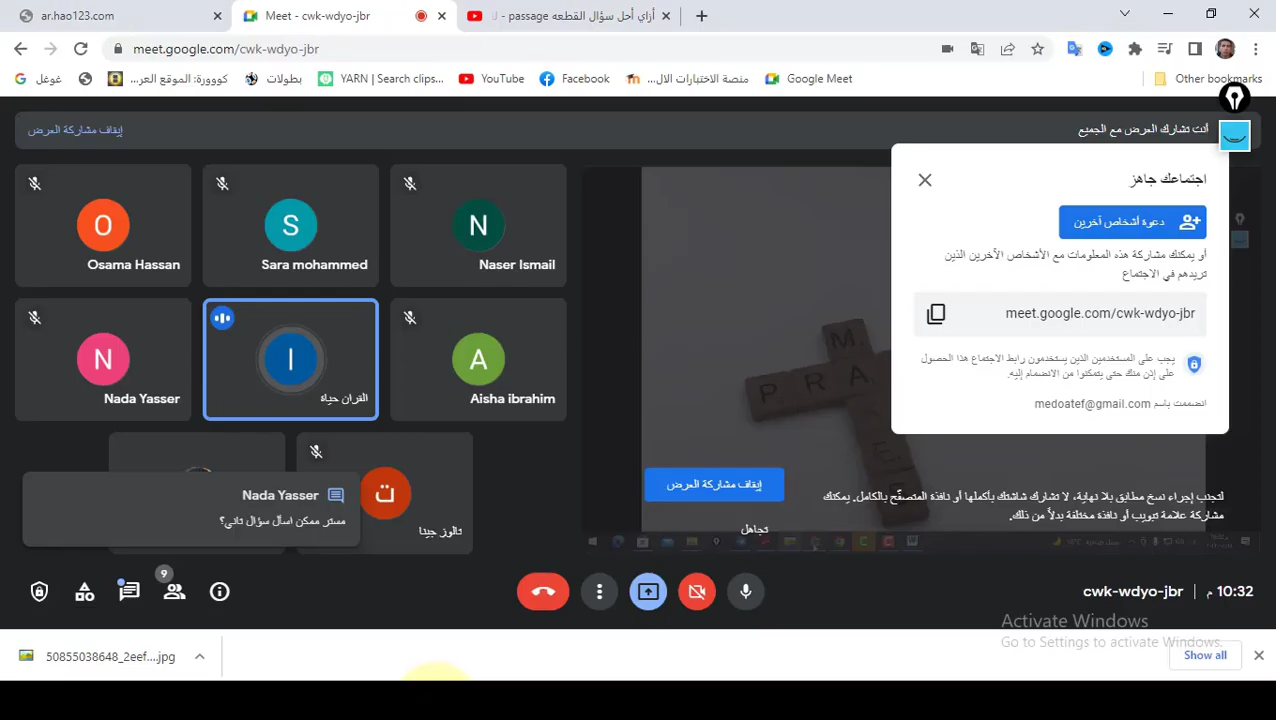 ar.hao123.com
Meet - cwk-wdyo-jbr
أزاي أحل سؤال القطعه passage - ك
meet.google.com/cwk-wdyo-jbr
غوغل
كووورة: الموقع العر...
بطولات
YARN | Search clips...
YouTube
Facebook
منصة الاختبارات الال...
Google Meet
Other bookmarks
إيقاف مشاركة العرض
أنت تشارك العرض مع الجميع
اجتماعك جاهز
دعوة أشخاص آخرين
أو يمكنك مشاركة هذه المعلومات مع الأشخاص الآخرين الذين
تريدهم في الاجتماع
meet.google.com/cwk-wdyo-jbr
يجب على المستخدمين الذين يستخدمون رابط الاجتماع هذا الحصول
على إذن منك حتى يتمكنوا من الانضمام إليه.
انضممت باسم medoatef@gmail.com
O
S
N
Osama Hassan
Sara mohammed
Naser Ismail
N
ا
A
Nada Yasser
القران حياة
Aisha ibrahim
M
P R A
E
Nada Yasser
مستر ممكن اسأل سؤال تاني؟
ت
تالوز جينا
إيقاف مشاركة العرض
تجاهل
لتجنب إجراء نسخ مطابق بلا نهاية، لا تشارك شاشتك بأكملها أو نافذة المتصفّح بالكامل. يمكنك
مشاركة علامة تبويب أو نافذة مختلفة بدلاً من ذلك.
9
cwk-wdyo-jbr
10:32 م
Activate Windows
Go to Settings to activate Windows.
50855038648_2eef....jpg
Show all